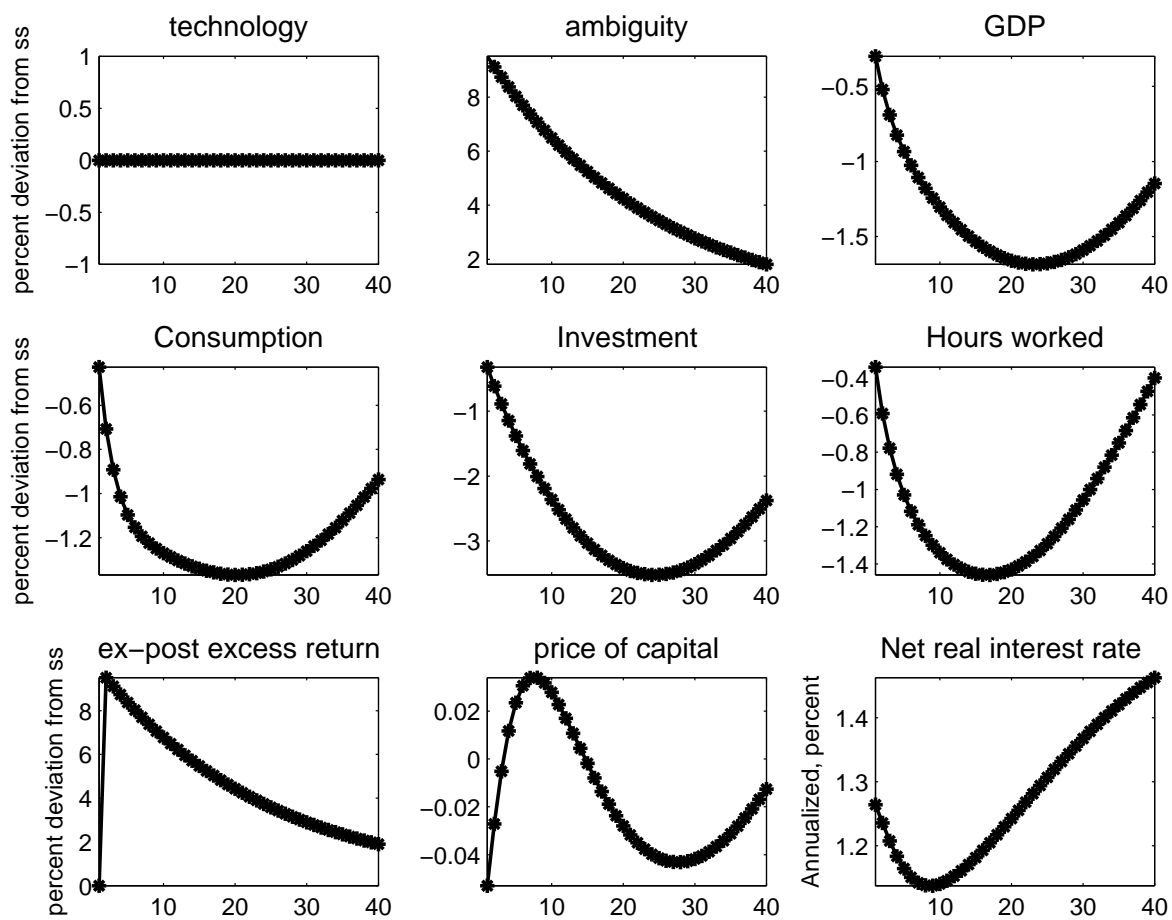 technology
ambiguity
GDP
percent deviation from ss
1
0.5
0
−0.5
−1
10 20 30 40
8
6
4
2
10 20 30 40
−0.5
−1
−1.5
10 20 30 40
Consumption
Investment
Hours worked
percent deviation from ss
−0.6
−0.8
−1
−1.2
10 20 30 40
−1
−2
−3
10 20 30 40
−0.4
−0.6
−0.8
−1
−1.2
−1.4
10 20 30 40
ex−post excess return
price of capital
Net real interest rate
percent deviation from ss
8
6
4
2
0
10 20 30 40
0.02
0
−0.02
−0.04
10 20 30 40
Annualized, percent
1.4
1.3
1.2
10 20 30 40